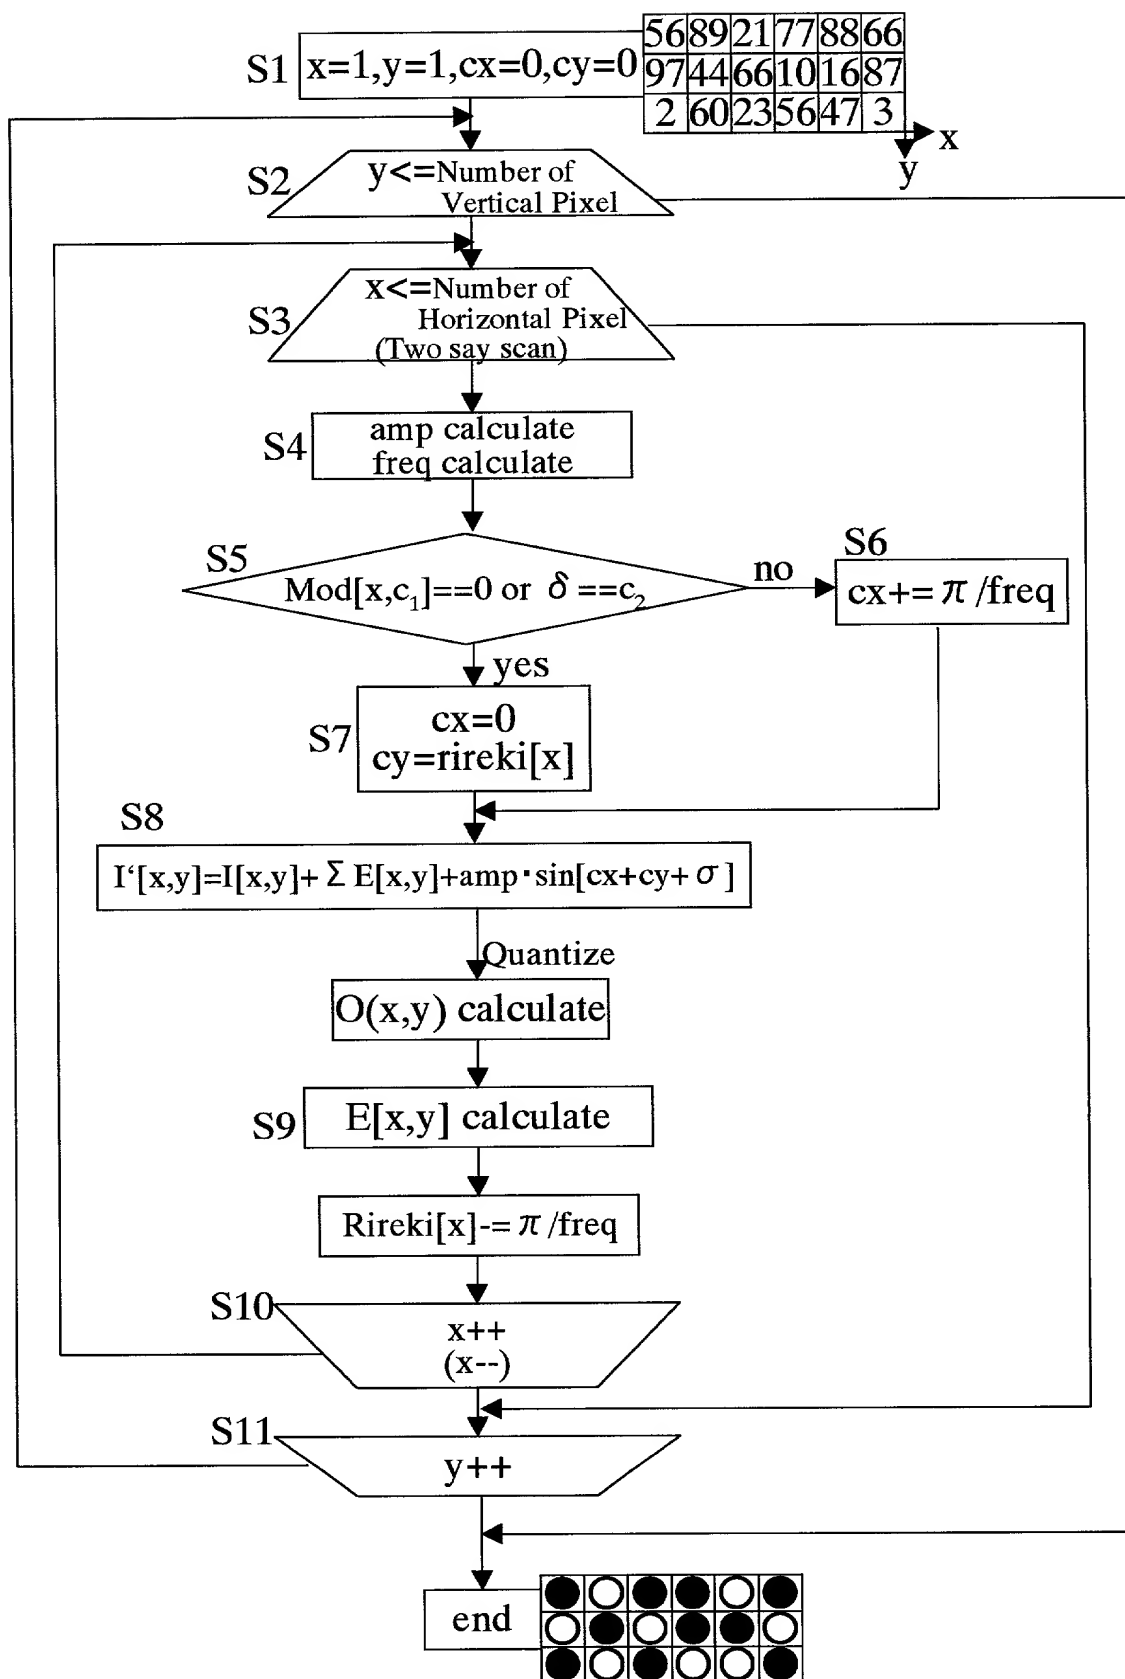 S1
x=1,y=1,cx=0,cy=0
56 89 21 77 88 66
97 44 66 10 16 87
2 60 23 56 47 3
x
y
S2
y<=Number of
Vertical Pixel
S3
x<=Number of
Horizontal Pixel
(Two say scan)
S4
amp calculate
freq calculate
S5
Mod[x,c₁]==0 or δ==c₂
no
S6
cx+=π/freq
yes
S7
cx=0
cy=rireki[x]
S8
I‘[x,y]=I[x,y]+ΣE[x,y]+amp·sin[cx+cy+σ]
Quantize
O(x,y) calculate
S9
E[x,y] calculate
Rireki[x]-=π/freq
S10
x++
(x--)
S11
y++
end